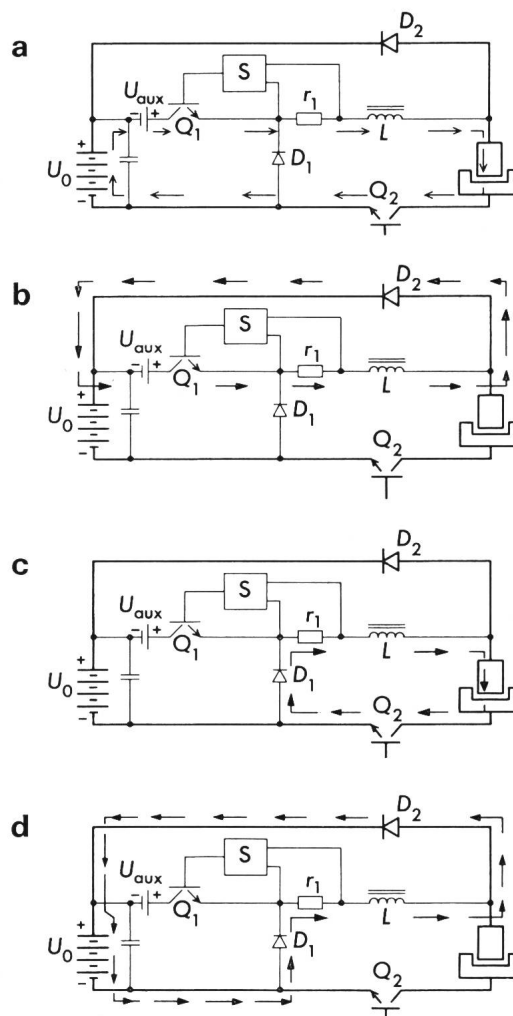 a
D2
S
Uaux
- +
Q1
r1
L
D1
+
U0
-
Q2
b
D2
S
Uaux
- +
Q1
r1
L
D1
+
U0
-
Q2
c
D2
S
Uaux
- +
Q1
r1
L
D1
+
U0
-
Q2
d
D2
S
Uaux
- +
Q1
r1
L
D1
+
U0
-
Q2